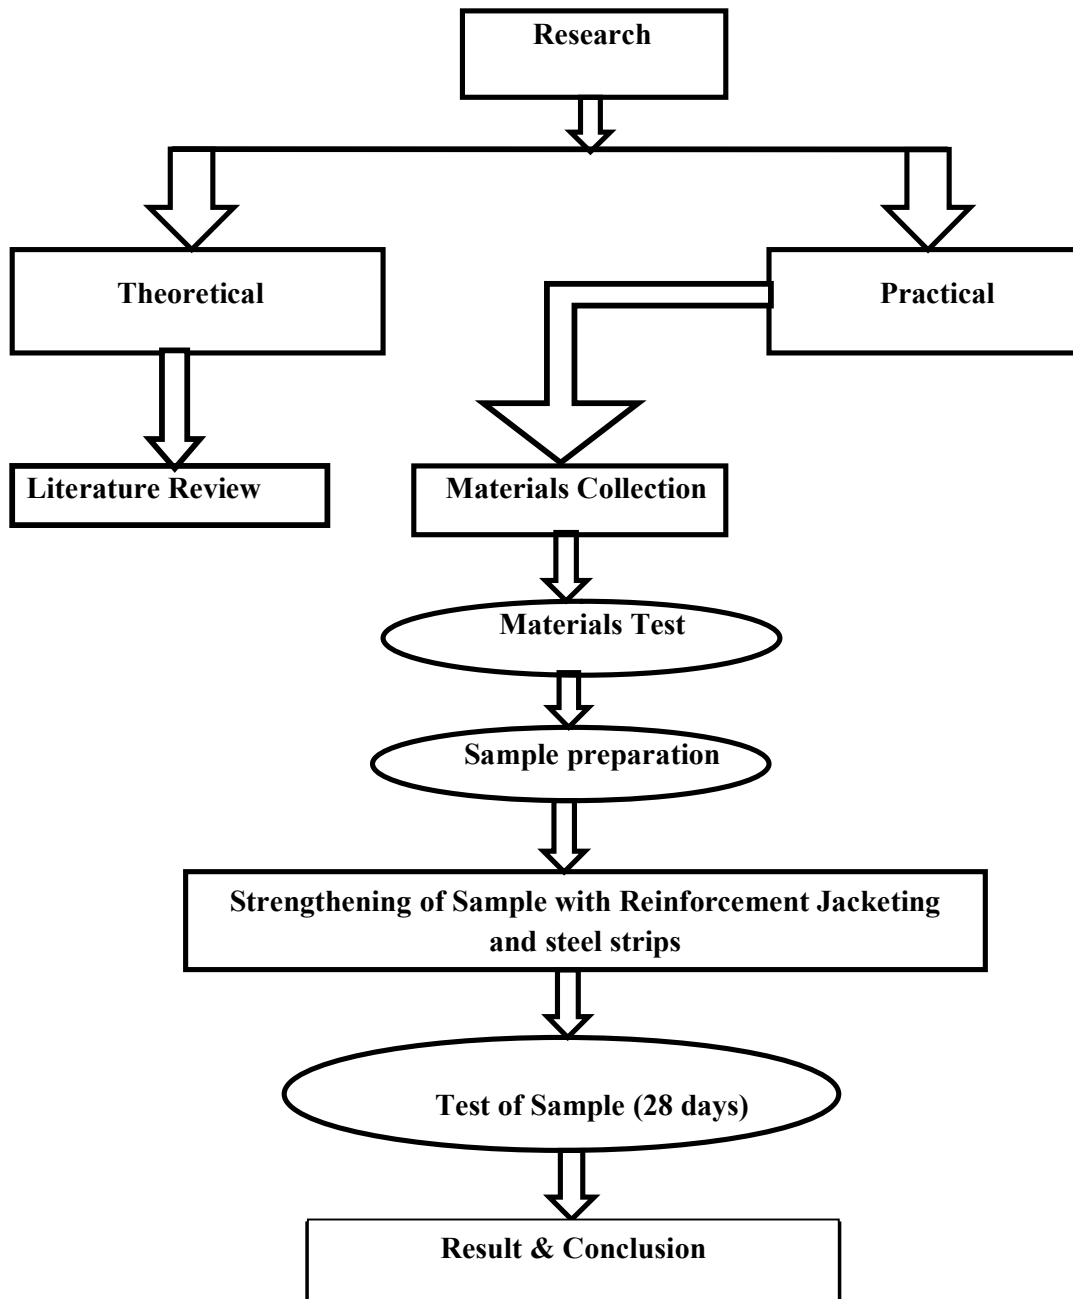 Research
Theoretical
Practical
Literature Review
Materials Collection
Materials Test
Sample preparation
Strengthening of Sample with Reinforcement Jacketing
and steel strips
Test of Sample (28 days)
Result & Conclusion